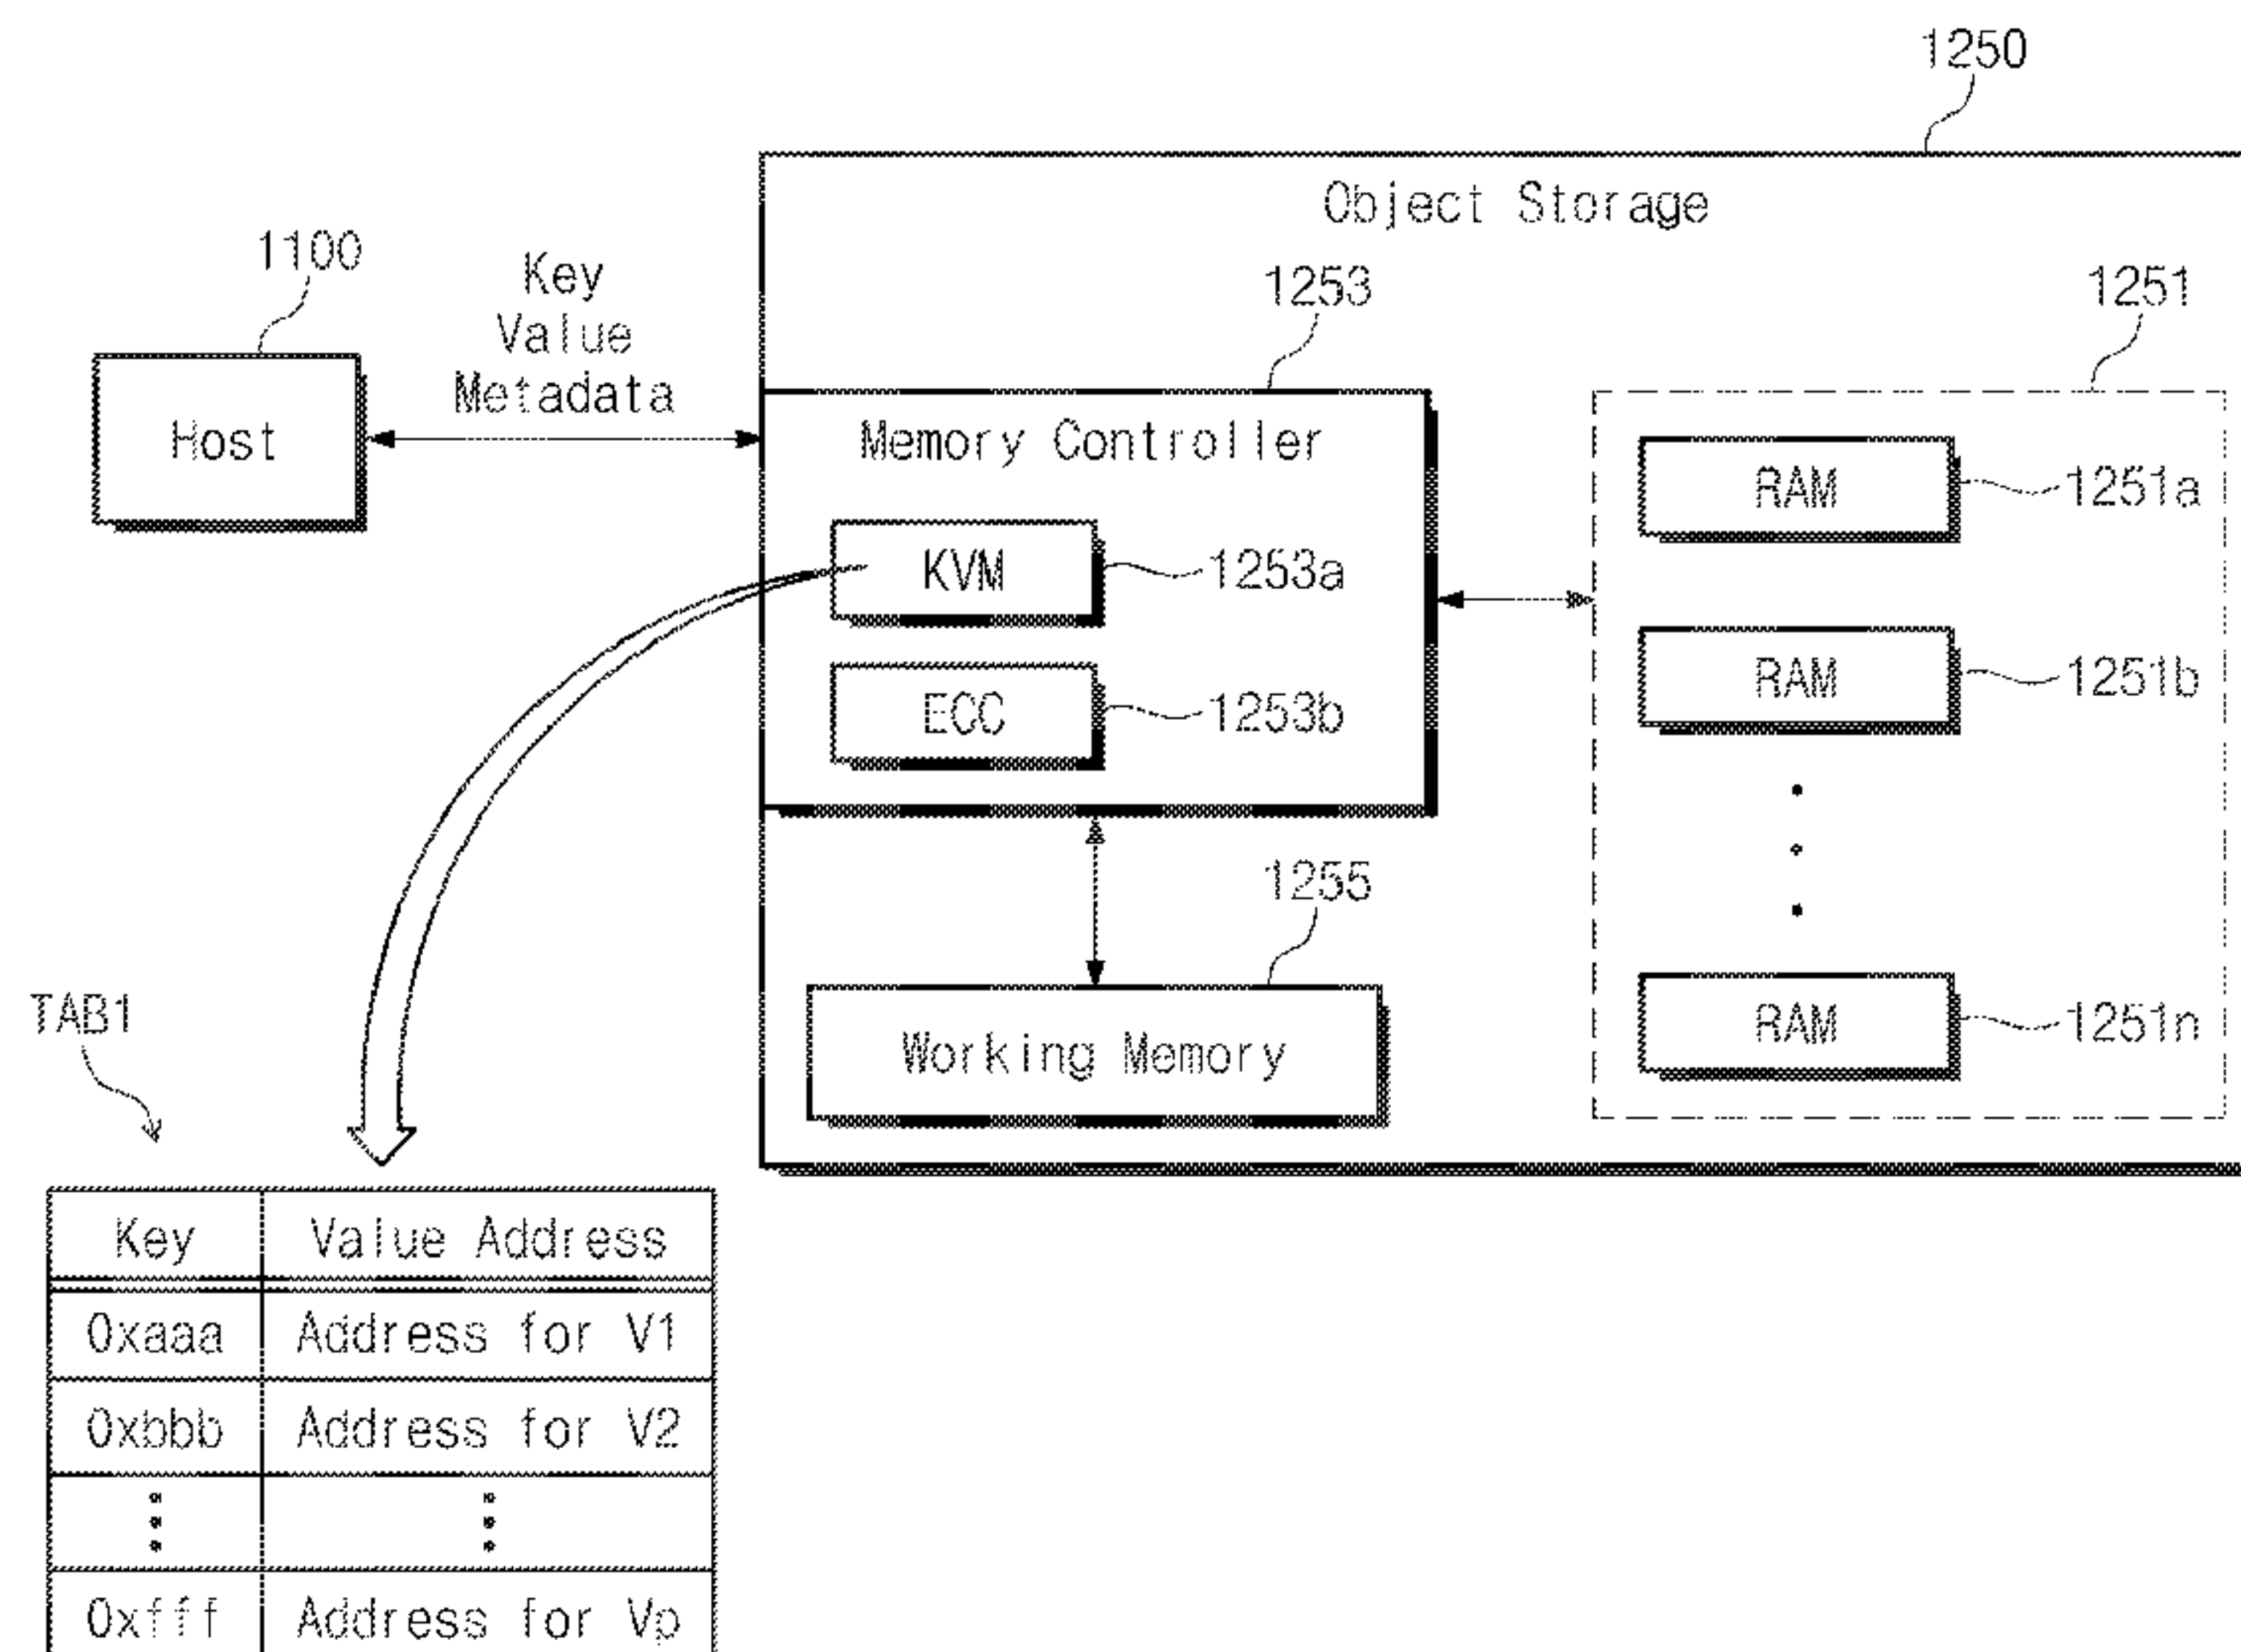 1250
Object Storage
1100
Key
Value
Metadata
1253
1251
Host
Memory Controller
RAM
1251a
KVM
1253a
RAM
1251b
ECC
1253b
1255
Working Memory
RAM
1251n
TAB1
Key Value Address
0xaaa Address for V1
0xbbb Address for V2
0xfff Address for Vp